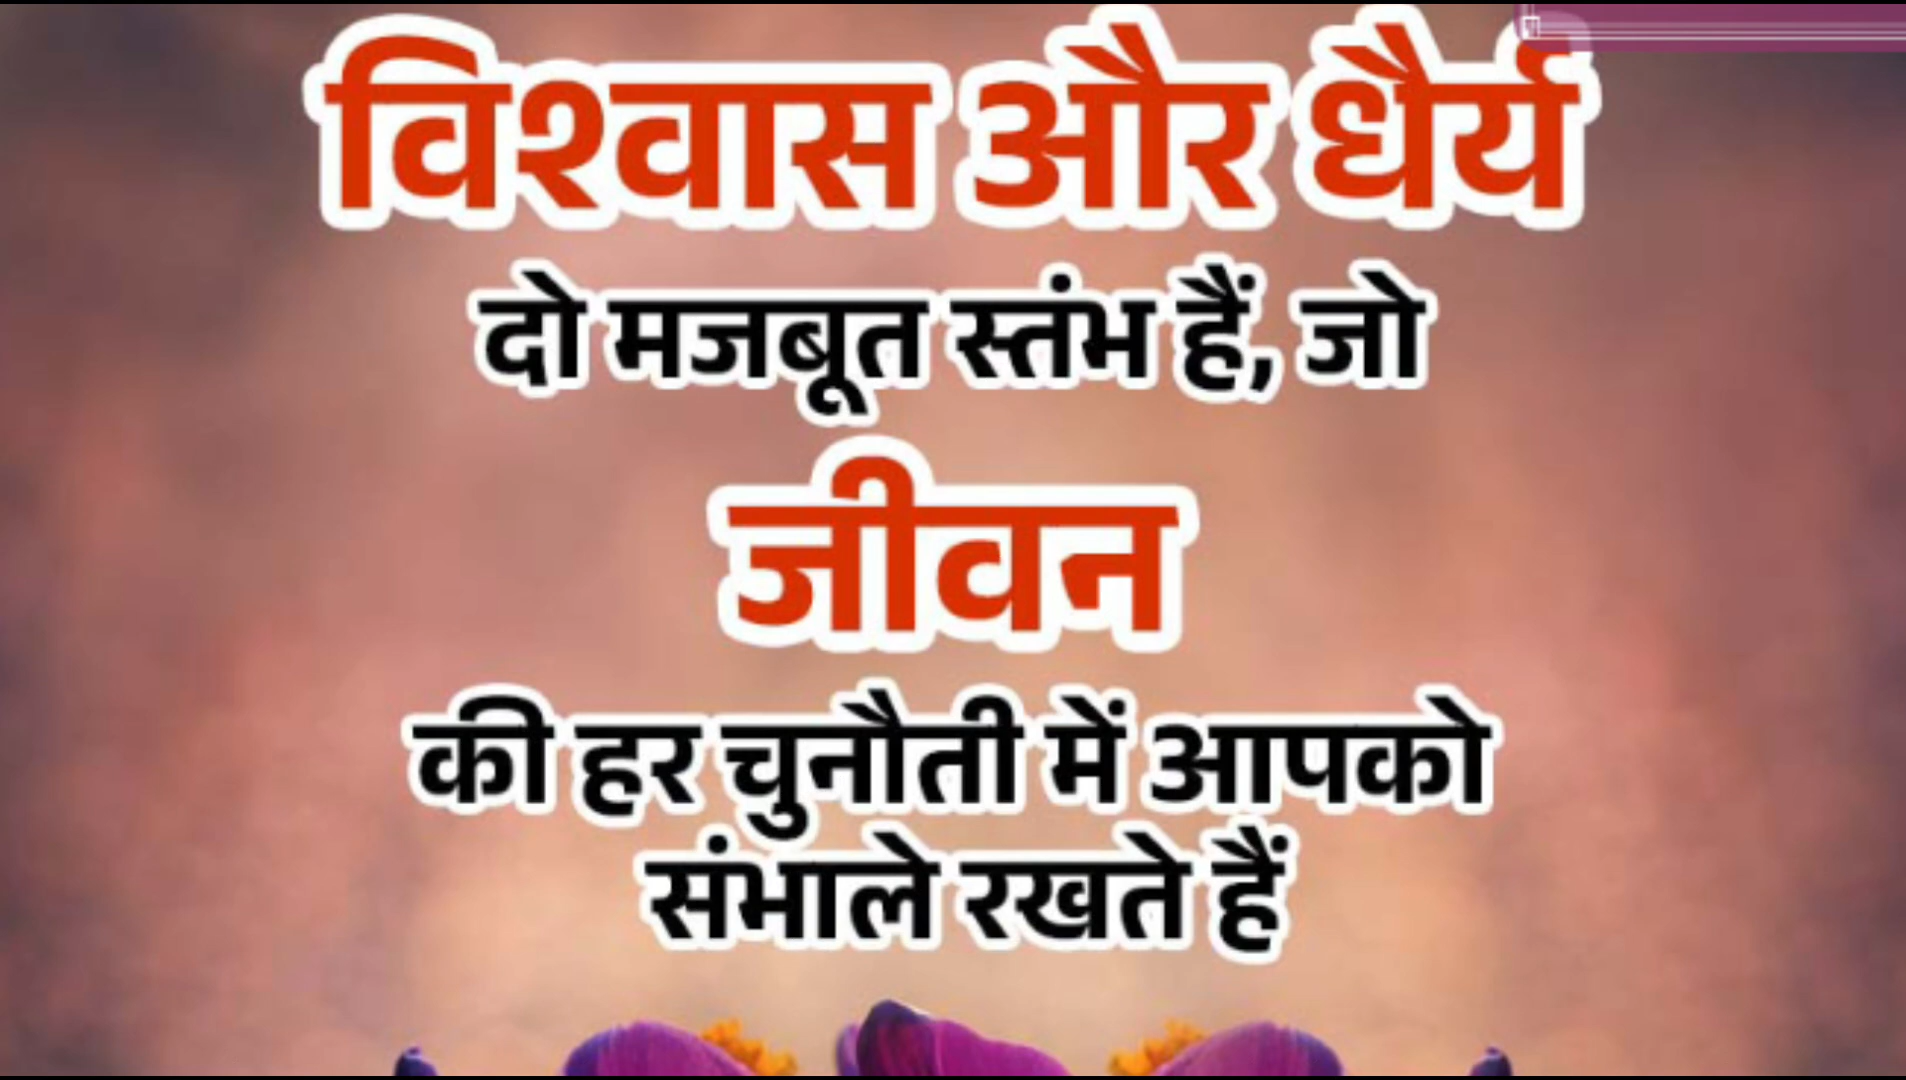 विश्वास और धैर्य
दो मजबूत स्तंभ हैं, जो
जीवन
की हर चुनौती में आपको
संभाले रखते हैं